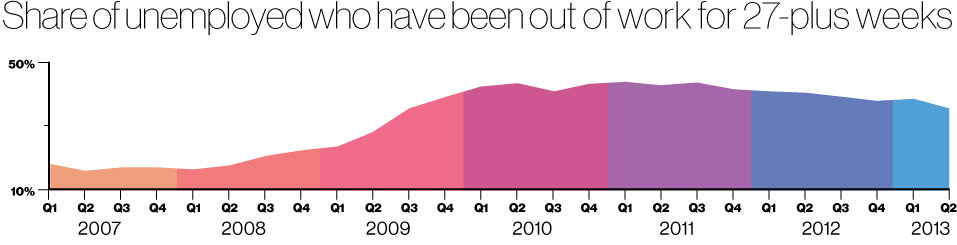 Share of unemployed who have been out of work for 27-plus weeks
50%
10%
Q1 Q2 Q3 Q4 Q1 Q2 Q3 Q4 Q1 Q2 Q3 Q4 Q1 Q2 Q3 Q4 Q1 Q2 Q3 Q4 Q1 Q2 Q3 Q4 Q1 Q2
2007 2008 2009 2010 2011 2012 2013